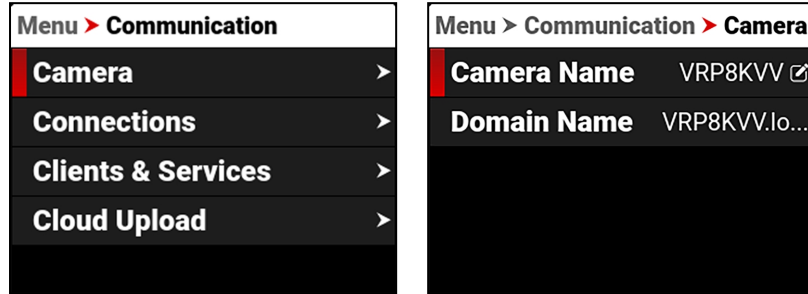 Menu > Communication
Camera >
Connections >
Clients & Services >
Cloud Upload >
Menu > Communication > Camera
Camera Name VRP8KVV
Domain Name VRP8KVV.lo...